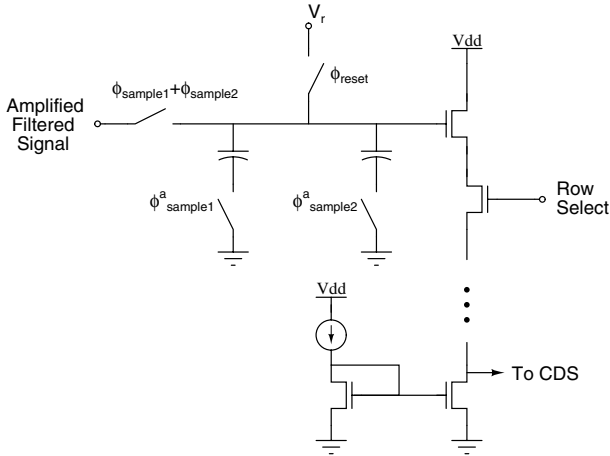 V_r
Vdd
ϕ_reset
ϕ_sample1+ϕ_sample2
Amplified
Filtered
Signal
ϕ^a_sample1
ϕ^a_sample2
Row
Select
Vdd
To CDS